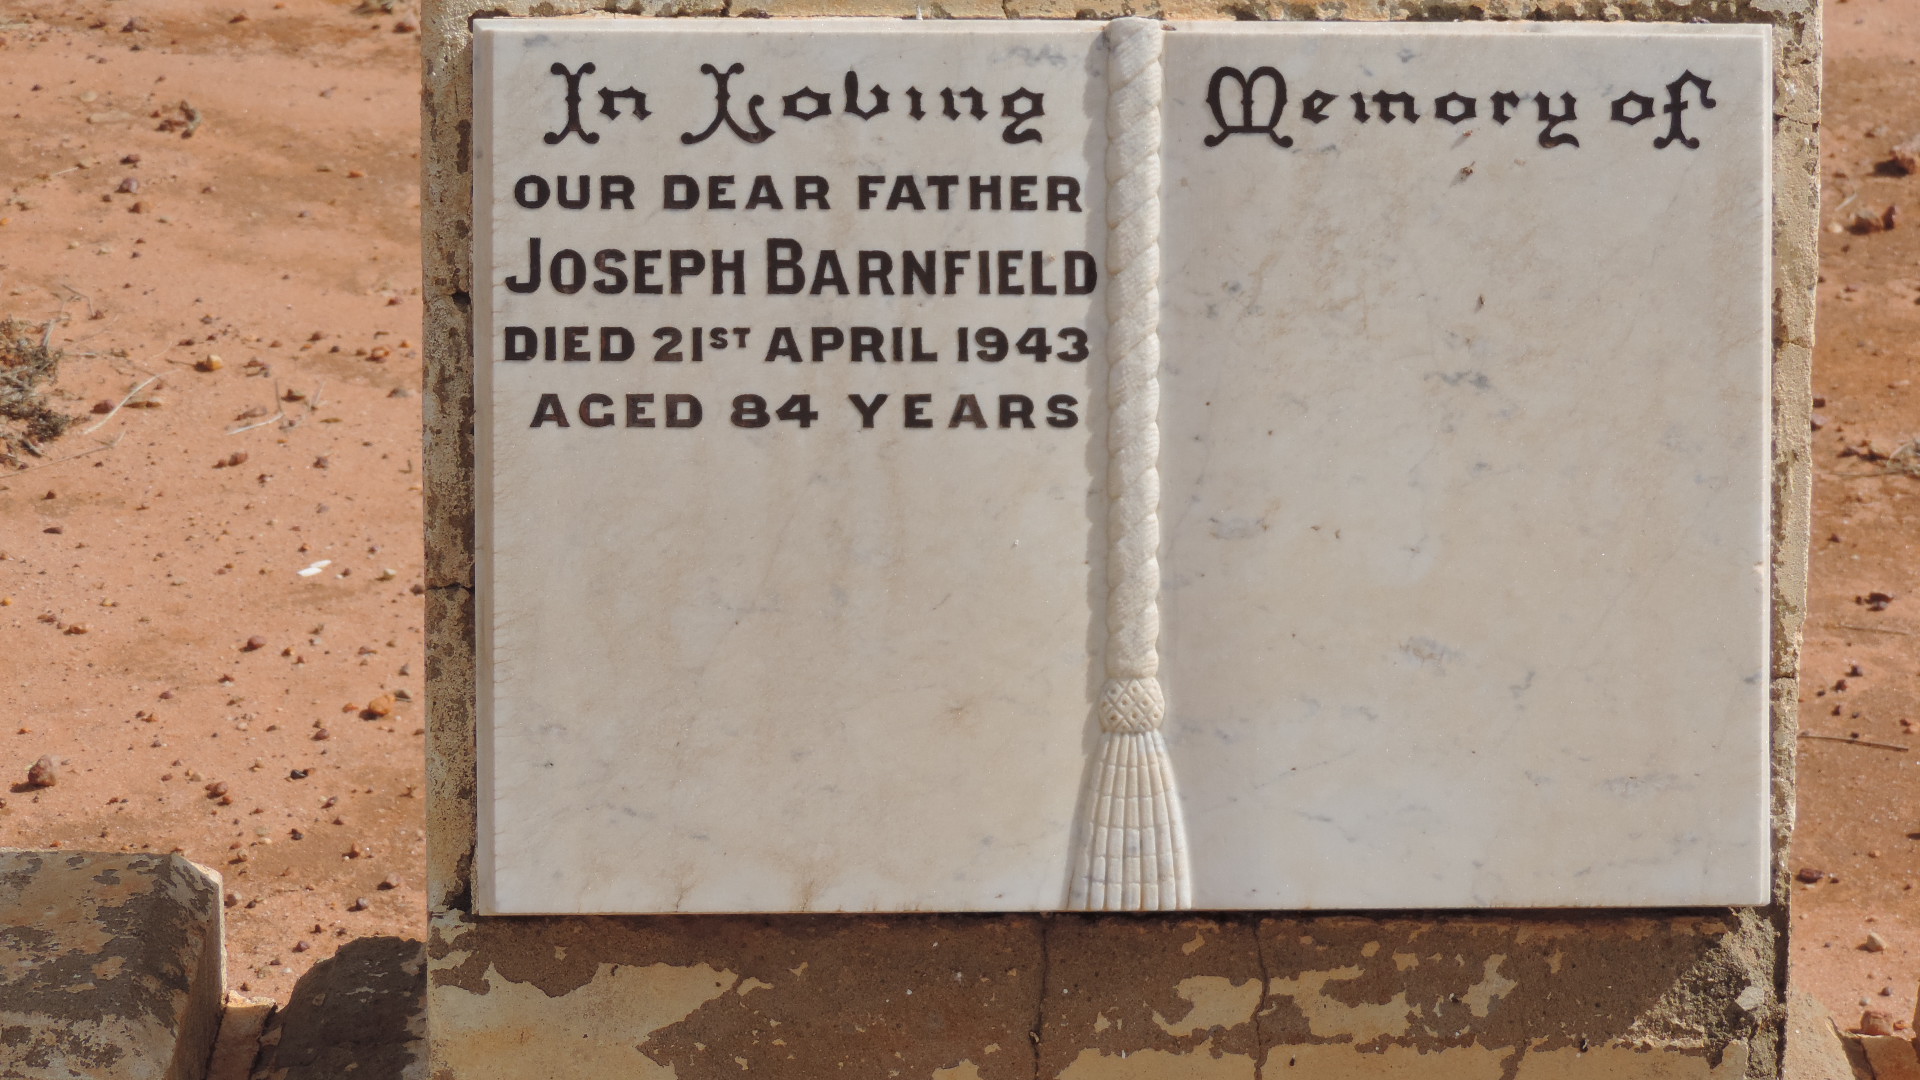 In Loving Memory of
OUR DEAR FATHER
JOSEPH BARNFIELD
DIED 21ST APRIL 1943
AGED 84 YEARS